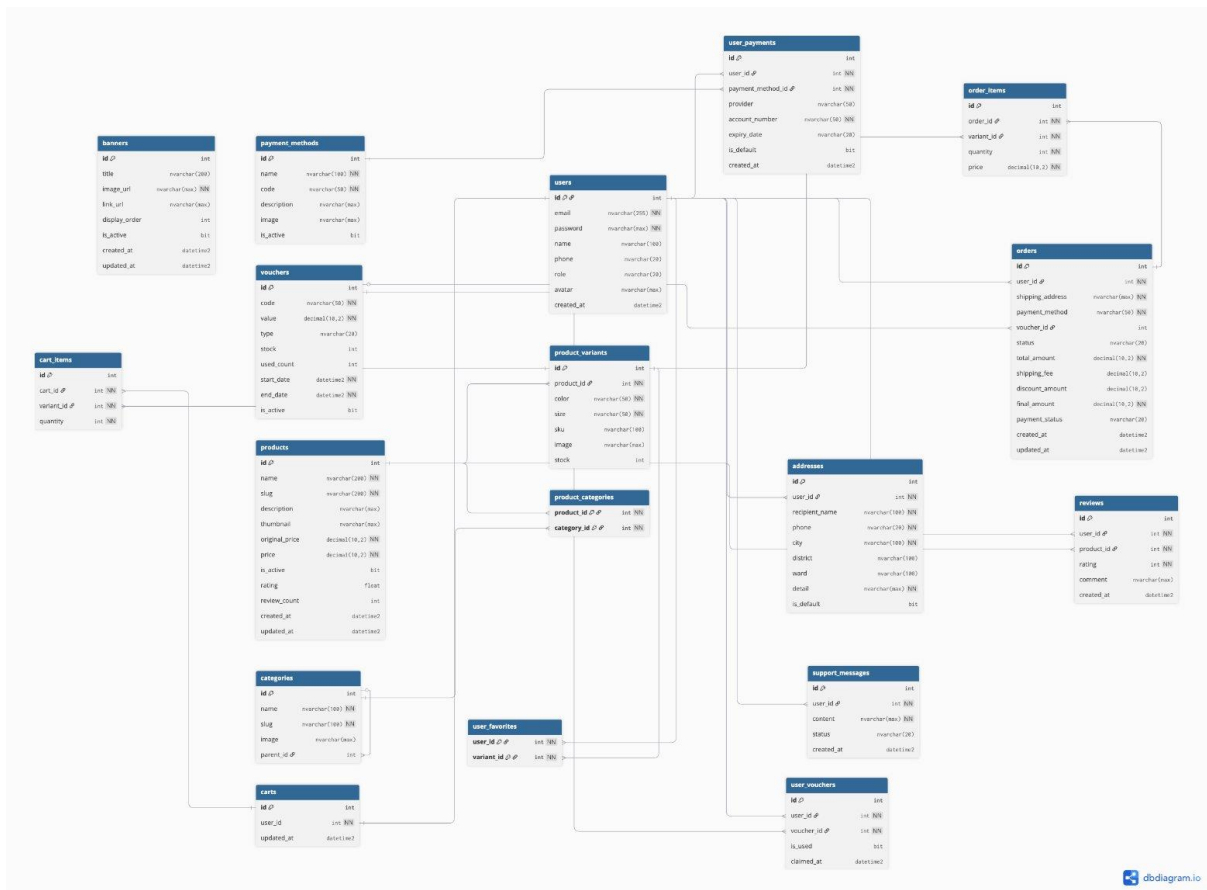 user_payments
id int
user_id int NN
payment_method_id int NN
provider nvarchar(50)
account_number nvarchar(50) NN
expiry_date nvarchar(20)
is_default bit
created_at datetime2
order_items
id int
order_id int NN
variant_id int NN
quantity int NN
price decimal(10,2) NN
banners
id int
title nvarchar(200)
image_url nvarchar(max) NN
link_url nvarchar(max)
display_order int
is_active bit
created_at datetime2
updated_at datetime2
payment_methods
id int
name nvarchar(100) NN
code nvarchar(50) NN
description nvarchar(max)
image nvarchar(max)
is_active bit
users
id int
email nvarchar(255) NN
password nvarchar(max) NN
name nvarchar(100)
phone nvarchar(20)
role nvarchar(20)
avatar nvarchar(max)
created_at datetime2
orders
id int
user_id int NN
shipping_address nvarchar(max) NN
payment_method nvarchar(50) NN
voucher_id int
status nvarchar(20)
total_amount decimal(10,2) NN
shipping_fee decimal(10,2)
discount_amount decimal(10,2)
final_amount decimal(10,2) NN
payment_status nvarchar(20)
created_at datetime2
updated_at datetime2
vouchers
id int
code nvarchar(50) NN
value decimal(10,2) NN
type nvarchar(20)
stock int
used_count int
start_date datetime2 NN
end_date datetime2 NN
is_active bit
cart_items
id int
cart_id int NN
variant_id int NN
quantity int NN
product_variants
id int
product_id int NN
color nvarchar(50) NN
size nvarchar(50) NN
sku nvarchar(100)
image nvarchar(max)
stock int
products
id int
name nvarchar(200) NN
slug nvarchar(200) NN
description nvarchar(max)
thumbnail nvarchar(max)
original_price decimal(10,2) NN
price decimal(10,2) NN
is_active bit
rating float
review_count int
created_at datetime2
updated_at datetime2
product_categories
product_id int NN
category_id int NN
addresses
id int
user_id int NN
recipient_name nvarchar(100) NN
phone nvarchar(20) NN
city nvarchar(100) NN
district nvarchar(100)
ward nvarchar(100)
detail nvarchar(max) NN
is_default bit
reviews
id int
user_id int NN
product_id int NN
rating int NN
comment nvarchar(max)
created_at datetime2
categories
id int
name nvarchar(100) NN
slug nvarchar(100) NN
image nvarchar(max)
parent_id int
user_favorites
user_id int NN
variant_id int NN
support_messages
id int
user_id int NN
content nvarchar(max) NN
status nvarchar(20)
created_at datetime2
carts
id int
user_id int NN
updated_at datetime2
user_vouchers
id int
user_id int NN
voucher_id int NN
is_used bit
claimed_at datetime2
dbdiagram.io